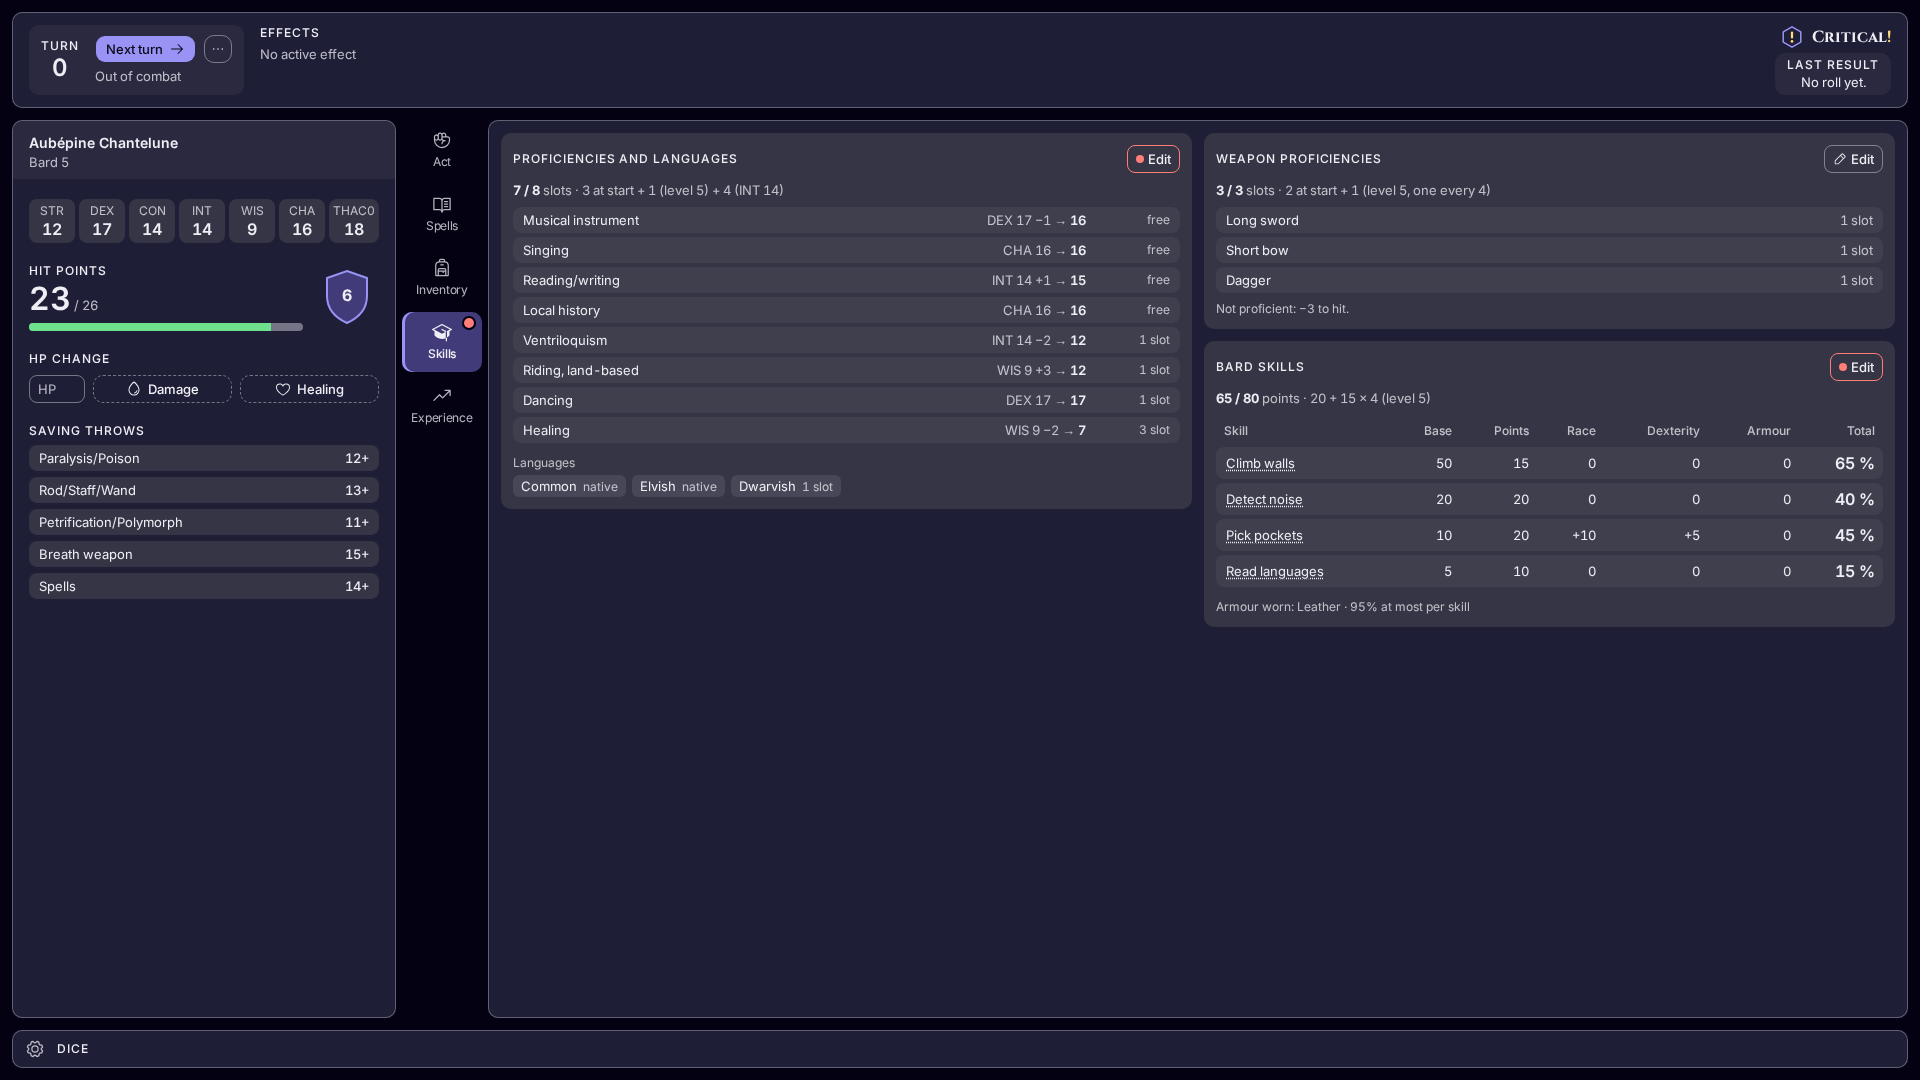 TURN
0
Next turn →
...
Out of combat
EFFECTS
No active effect
CRITICAL!
LAST RESULT
No roll yet.
Aubépine Chantelune
Bard 5
STR DEX CON INT WIS CHA THAC0
12 17 14 14 9 16 18
HIT POINTS
23 / 26
6
HP CHANGE
HP Damage Healing
SAVING THROWS
Paralysis/Poison 12+
Rod/Staff/Wand 13+
Petrification/Polymorph 11+
Breath weapon 15+
Spells 14+
Act
Spells
Inventory
Skills
Experience
PROFICIENCIES AND LANGUAGES Edit
7 / 8 slots · 3 at start + 1 (level 5) + 4 (INT 14)
Musical instrument DEX 17 −1 → 16 free
Singing CHA 16 → 16 free
Reading/writing INT 14 +1 → 15 free
Local history CHA 16 → 16 free
Ventriloquism INT 14 −2 → 12 1 slot
Riding, land-based WIS 9 +3 → 12 1 slot
Dancing DEX 17 → 17 1 slot
Healing WIS 9 −2 → 7 3 slot
Languages
Common native Elvish native Dwarvish 1 slot
WEAPON PROFICIENCIES Edit
3 / 3 slots · 2 at start + 1 (level 5, one every 4)
Long sword 1 slot
Short bow 1 slot
Dagger 1 slot
Not proficient: −3 to hit.
BARD SKILLS Edit
65 / 80 points · 20 + 15 × 4 (level 5)
Skill Base Points Race Dexterity Armour Total
Climb walls 50 15 0 0 0 65 %
Detect noise 20 20 0 0 0 40 %
Pick pockets 10 20 +10 +5 0 45 %
Read languages 5 10 0 0 0 15 %
Armour worn: Leather · 95% at most per skill
DICE